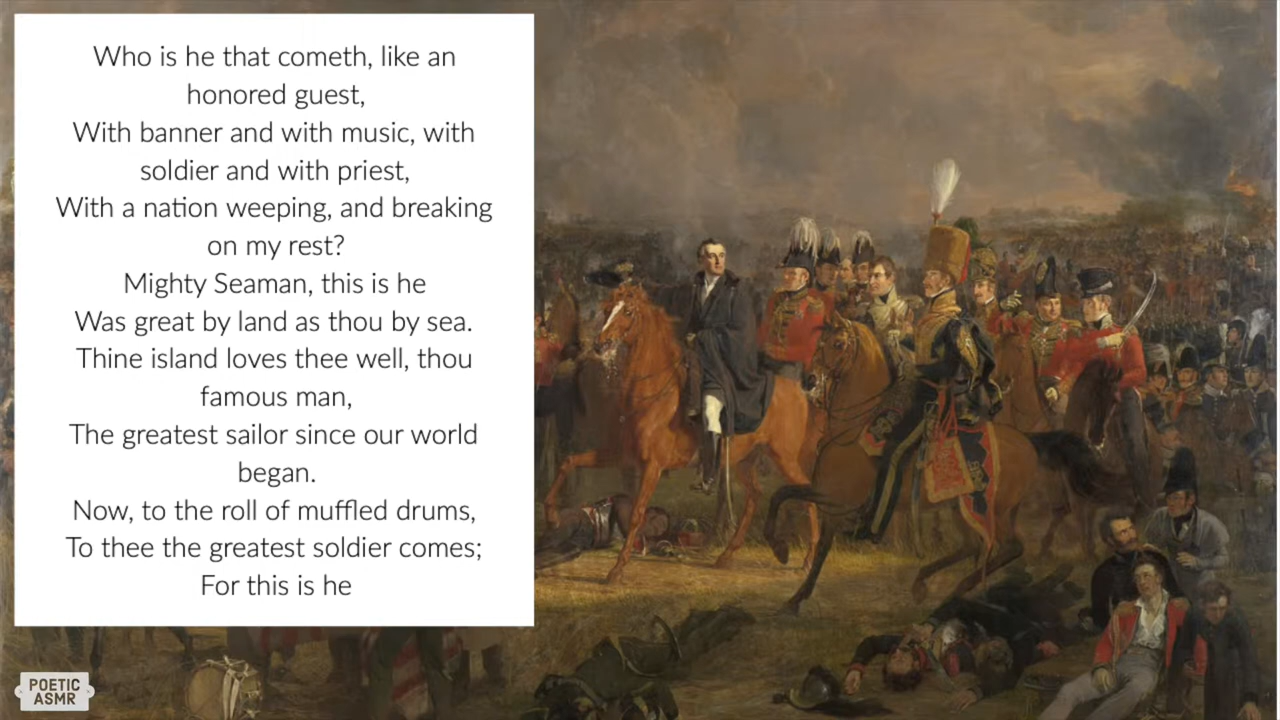 Who is he that cometh, like an
honored guest,
With banner and with music, with
soldier and with priest,
With a nation weeping, and breaking
on my rest?
Mighty Seaman, this is he
Was great by land as thou by sea.
Thine island loves thee well, thou
famous man,
The greatest sailor since our world
began.
Now, to the roll of muffled drums,
To thee the greatest soldier comes;
For this is he
POETIC
ASMR